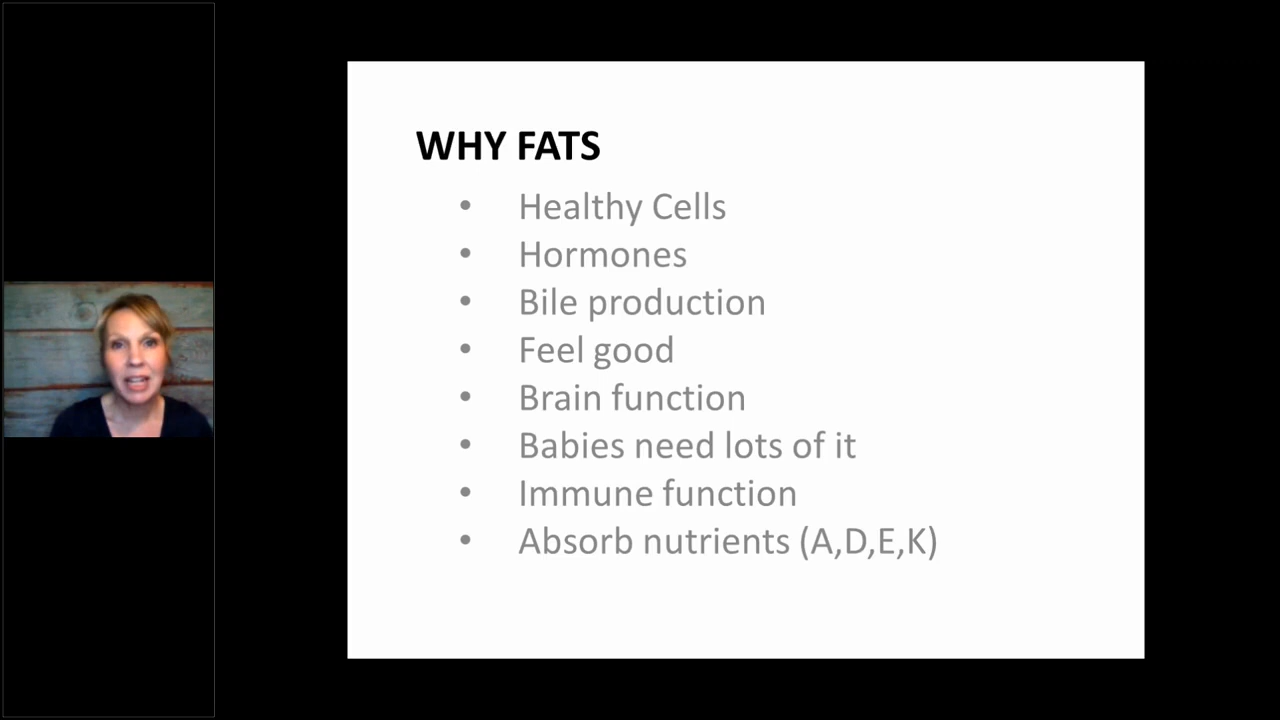 WHY FATS
• Healthy Cells
• Hormones
• Bile production
• Feel good
• Brain function
• Babies need lots of it
• Immune function
• Absorb nutrients (A,D,E,K)